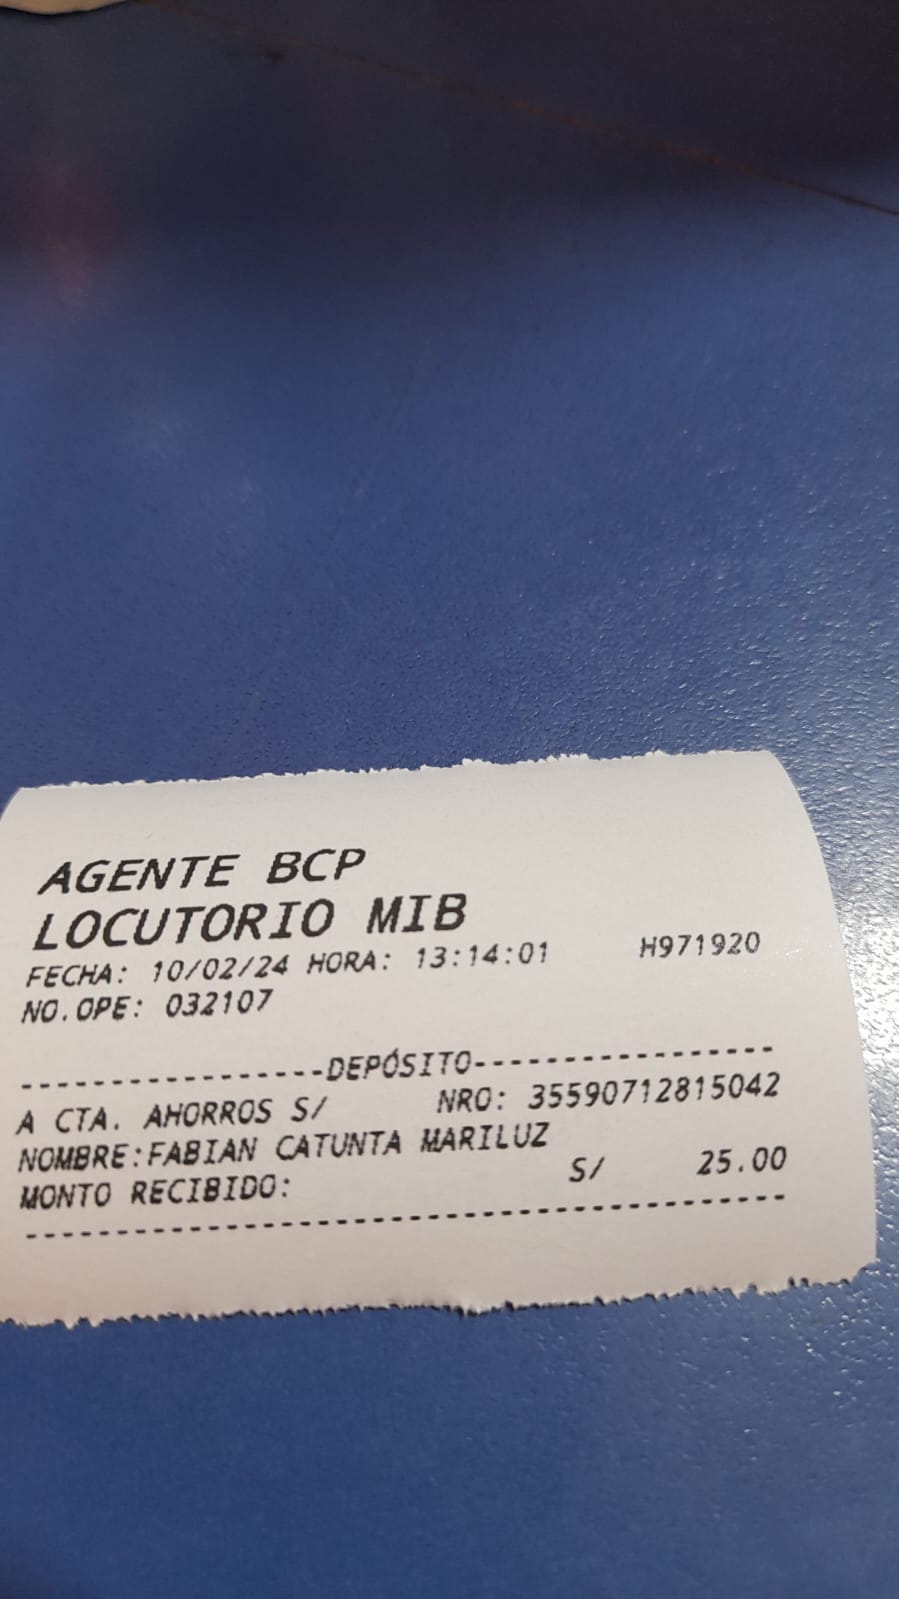 AGENTE BCP
LOCUTORIO MIB
FECHA: 10/02/24 HORA: 13:14:01 H971920
NO.OPE: 032107
-----------------DEPÓSITO-----------------
A CTA. AHORROS S/ NRO: 35590712815042
NOMBRE:FABIAN CATUNTA MARILUZ
MONTO RECIBIDO: S/ 25.00
------------------------------------------